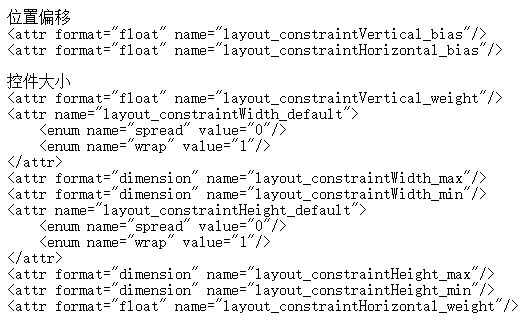 位置偏移
<attr format="float" name="layout_constraintVertical_bias"/>
<attr format="float" name="layout_constraintHorizontal_bias"/>
控件大小
<attr format="float" name="layout_constraintVertical_weight"/>
<attr name="layout_constraintWidth_default">
    <enum name="spread" value="0"/>
    <enum name="wrap" value="1"/>
</attr>
<attr format="dimension" name="layout_constraintWidth_max"/>
<attr format="dimension" name="layout_constraintWidth_min"/>
<attr name="layout_constraintHeight_default">
    <enum name="spread" value="0"/>
    <enum name="wrap" value="1"/>
</attr>
<attr format="dimension" name="layout_constraintHeight_max"/>
<attr format="dimension" name="layout_constraintHeight_min"/>
<attr format="float" name="layout_constraintHorizontal_weight"/>